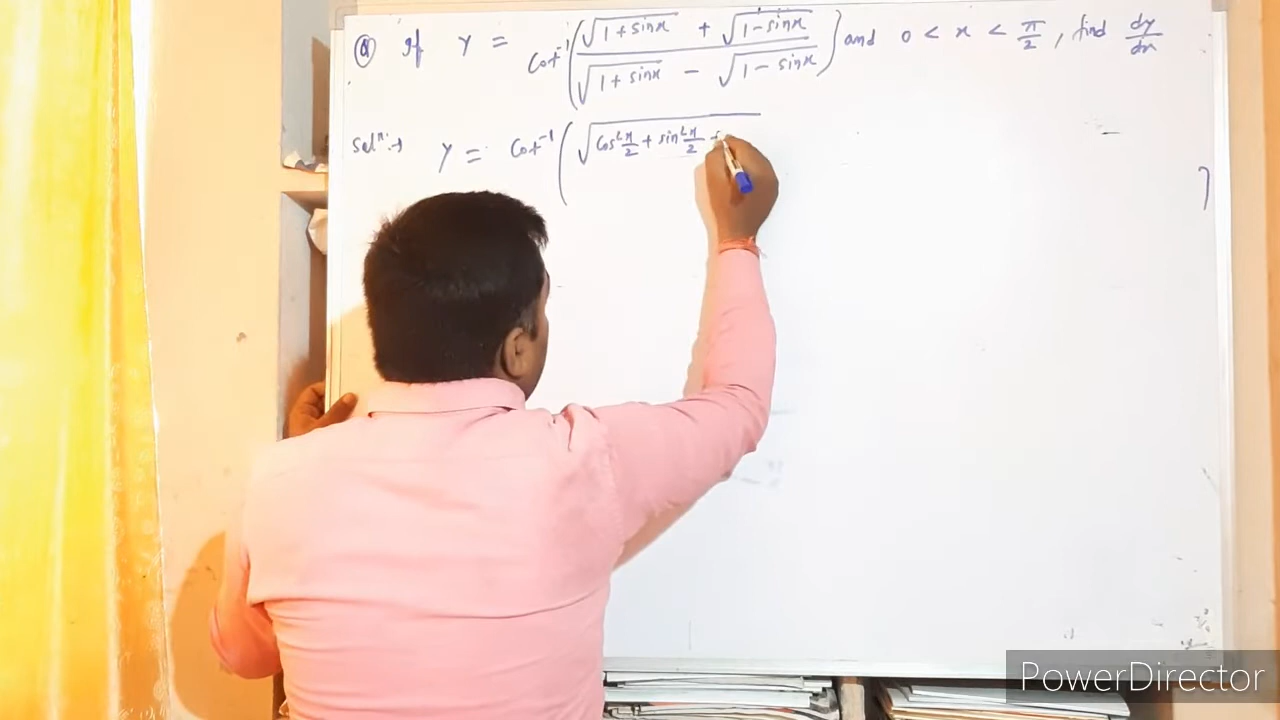 Q If y = cot⁻¹(√(1+sinx) + √(1-sinx) / √(1+sinx) - √(1-sinx)) and 0 < x < π/2, find dy/dx
Solⁿ:→ y = cot⁻¹(√(cos²x/2 + sin²x/2 +
PowerDirector